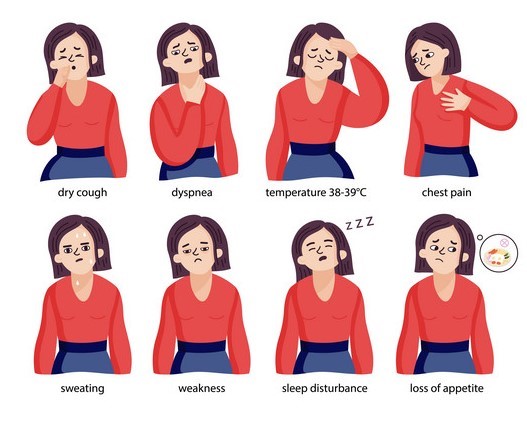 dry cough
dyspnea
temperature 38-39°C
chest pain
z z z
sweating
weakness
sleep disturbance
loss of appetite